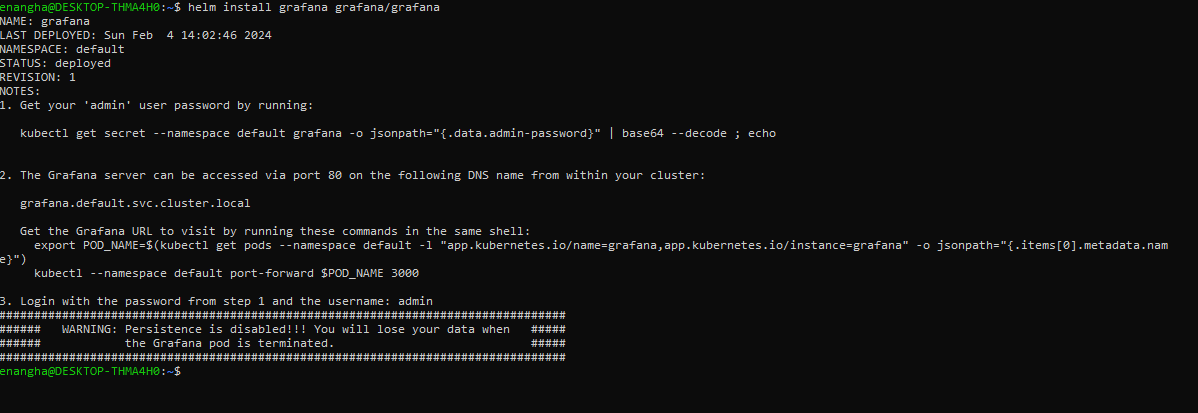 enangha@DESKTOP-THMA4H0:~$ helm install grafana grafana/grafana
NAME: grafana
LAST DEPLOYED: Sun Feb  4 14:02:46 2024
NAMESPACE: default
STATUS: deployed
REVISION: 1
NOTES:
1. Get your 'admin' user password by running:
   kubectl get secret --namespace default grafana -o jsonpath="{.data.admin-password}" | base64 --decode ; echo
2. The Grafana server can be accessed via port 80 on the following DNS name from within your cluster:
   grafana.default.svc.cluster.local
   Get the Grafana URL to visit by running these commands in the same shell:
     export POD_NAME=$(kubectl get pods --namespace default -l "app.kubernetes.io/name=grafana,app.kubernetes.io/instance=grafana" -o jsonpath="{.items[0].metadata.nam
e}")
     kubectl --namespace default port-forward $POD_NAME 3000
3. Login with the password from step 1 and the username: admin
#################################################################################
######   WARNING: Persistence is disabled!!! You will lose your data when   #####
######            the Grafana pod is terminated.                            #####
#################################################################################
enangha@DESKTOP-THMA4H0:~$